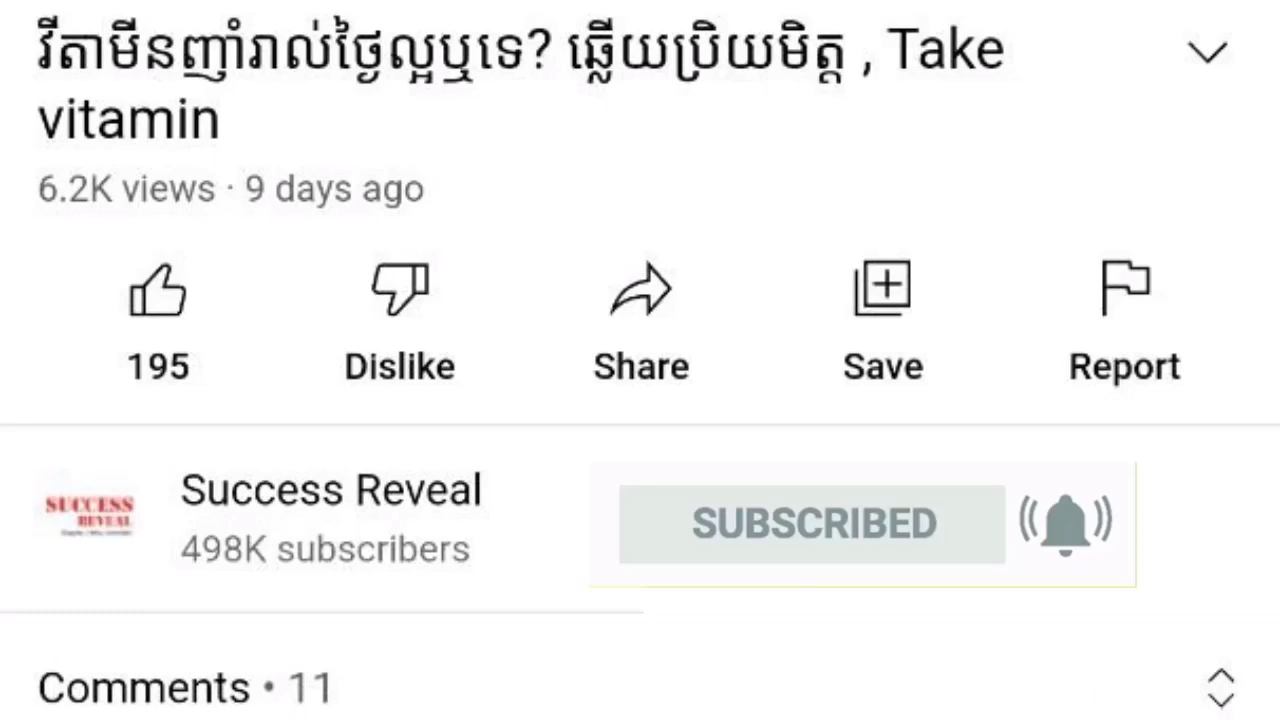 វីតាមីនញ៉ាំរាល់ថ្ងៃល្អឬទេ? ឆ្លើយប្រិយមិត្ត , Take
vitamin
6.2K views · 9 days ago
195 Dislike Share Save Report
SUCCESS
REVEAL
Success Reveal
498K subscribers
SUBSCRIBED
Comments • 11